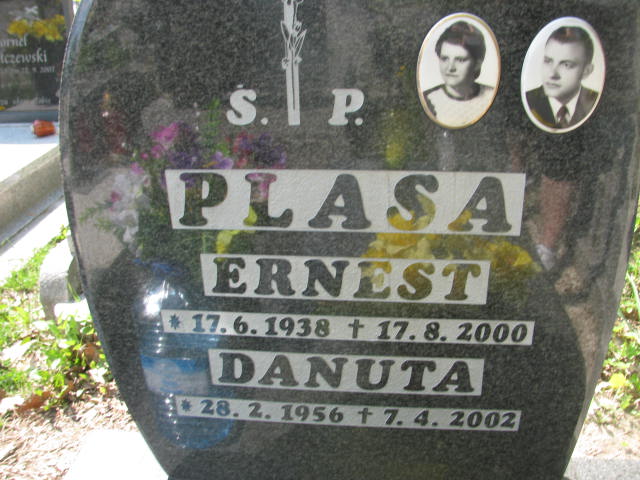 Ś. P.
PLASA
ERNEST
* 17. 6. 1938 † 17. 8. 2000
DANUTA
* 28. 2. 1956 † 7. 4. 2002